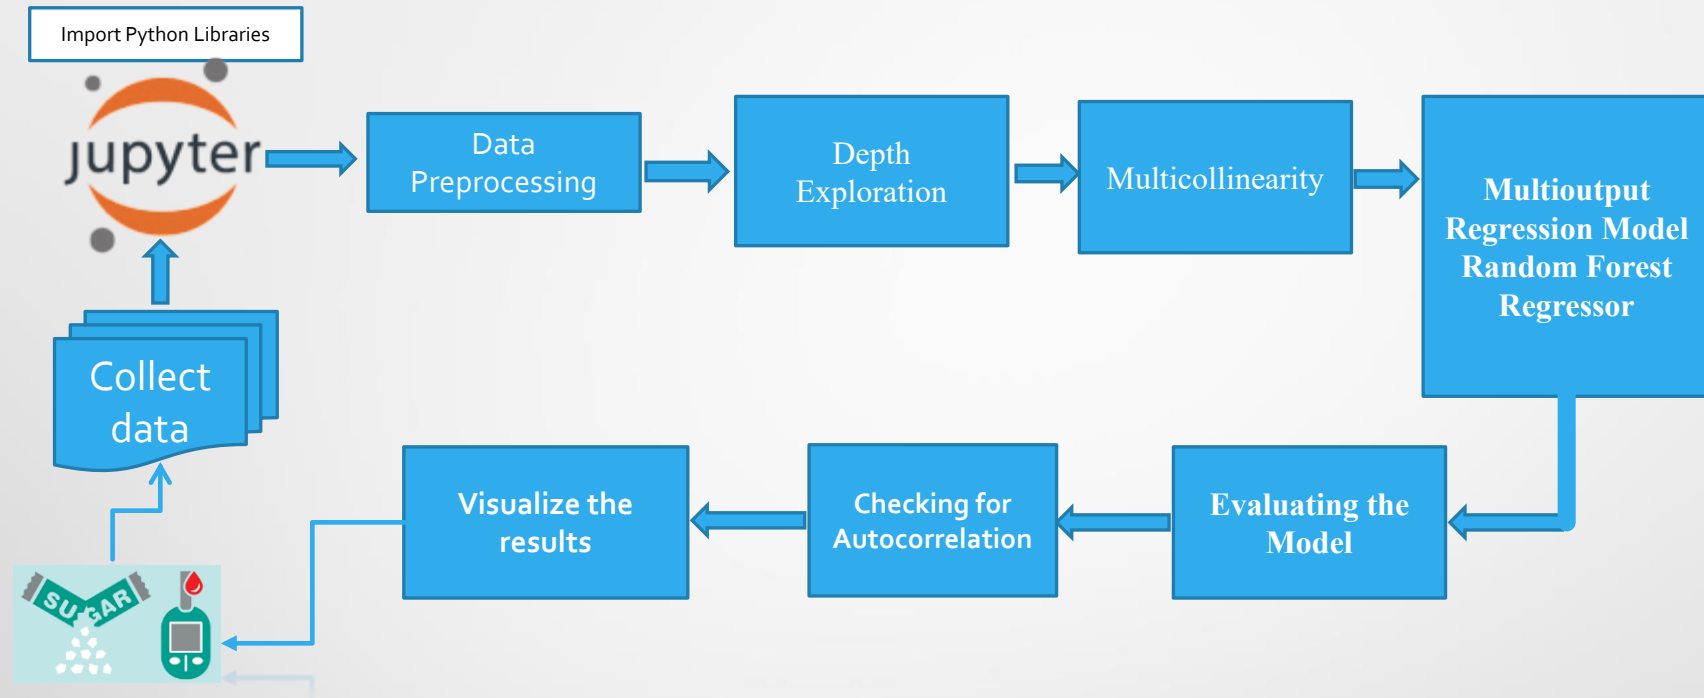 Import Python Libraries
jupyter
Data
Preprocessing
Depth
Exploration
Multicollinearity
Multioutput
Regression Model
Random Forest
Regressor
Collect
data
Visualize the
results
Checking for
Autocorrelation
Evaluating the
Model
SUGAR